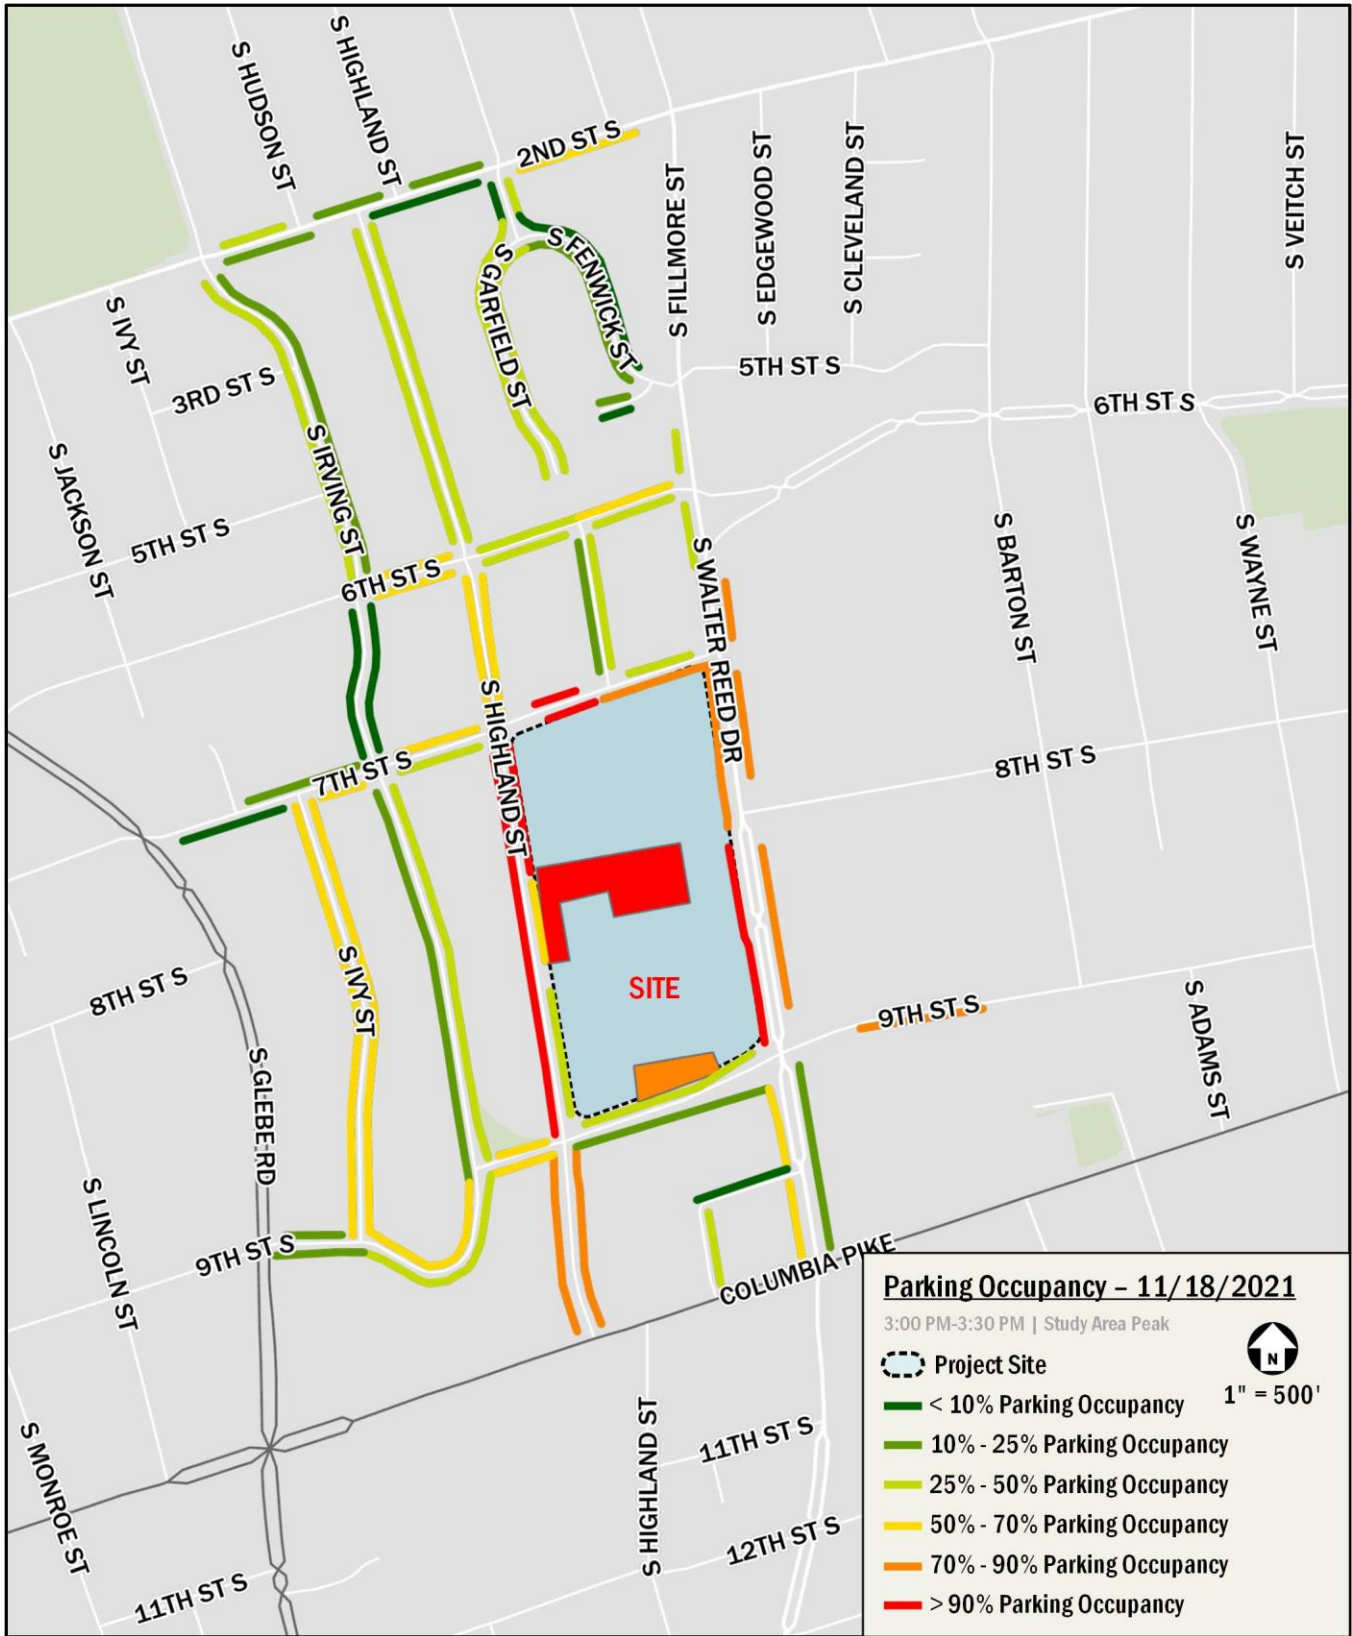 S HUDSON ST
S HIGHLAND ST
2ND ST S
S FILLMORE ST
S EDGEWOOD ST
S CLEVELAND ST
S VEITCH ST
S IVY ST
3RD ST S
S GARFIELD ST
S FENWICK ST
5TH ST S
6TH ST S
S JACKSON ST
S IRVING ST
5TH ST S
6TH ST S
S WALTER REED DR
S BARTON ST
S WAYNE ST
S HIGHLAND ST
7TH ST S
8TH ST S
S IVY ST
8TH ST S
SITE
9TH ST S
S ADAMS ST
S GLEBE RD
S LINCOLN ST
9TH ST S
COLUMBIA PIKE
S MONROE ST
S HIGHLAND ST
11TH ST S
12TH ST S
11TH ST S
Parking Occupancy – 11/18/2021
3:00 PM-3:30 PM | Study Area Peak
N
Project Site
1" = 500'
< 10% Parking Occupancy
10% - 25% Parking Occupancy
25% - 50% Parking Occupancy
50% - 70% Parking Occupancy
70% - 90% Parking Occupancy
> 90% Parking Occupancy